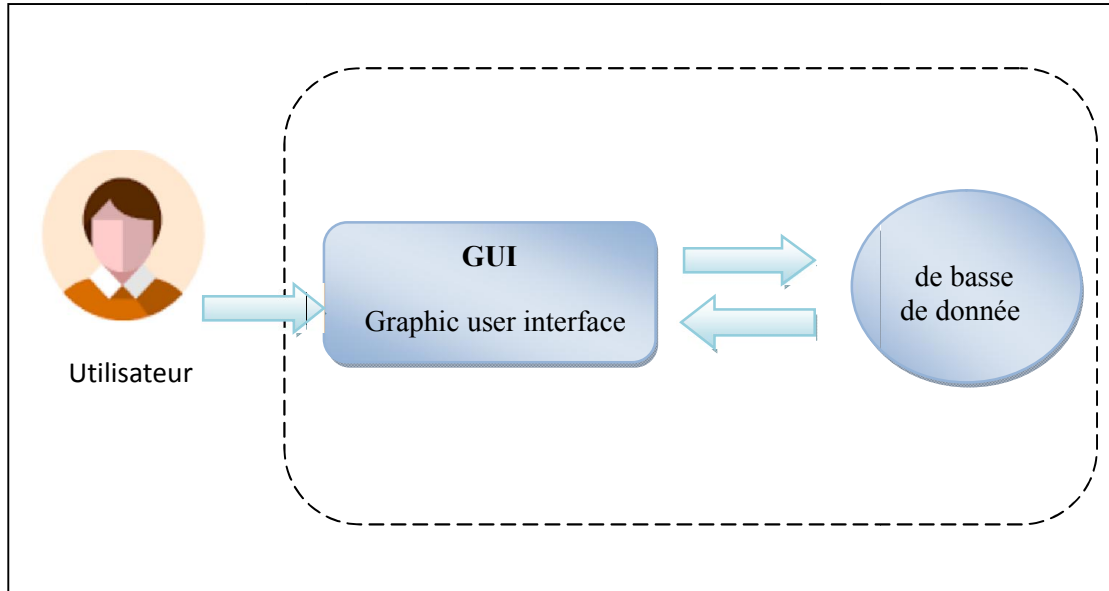 Utilisateur
GUI
Graphic user interface
de basse
de donnée